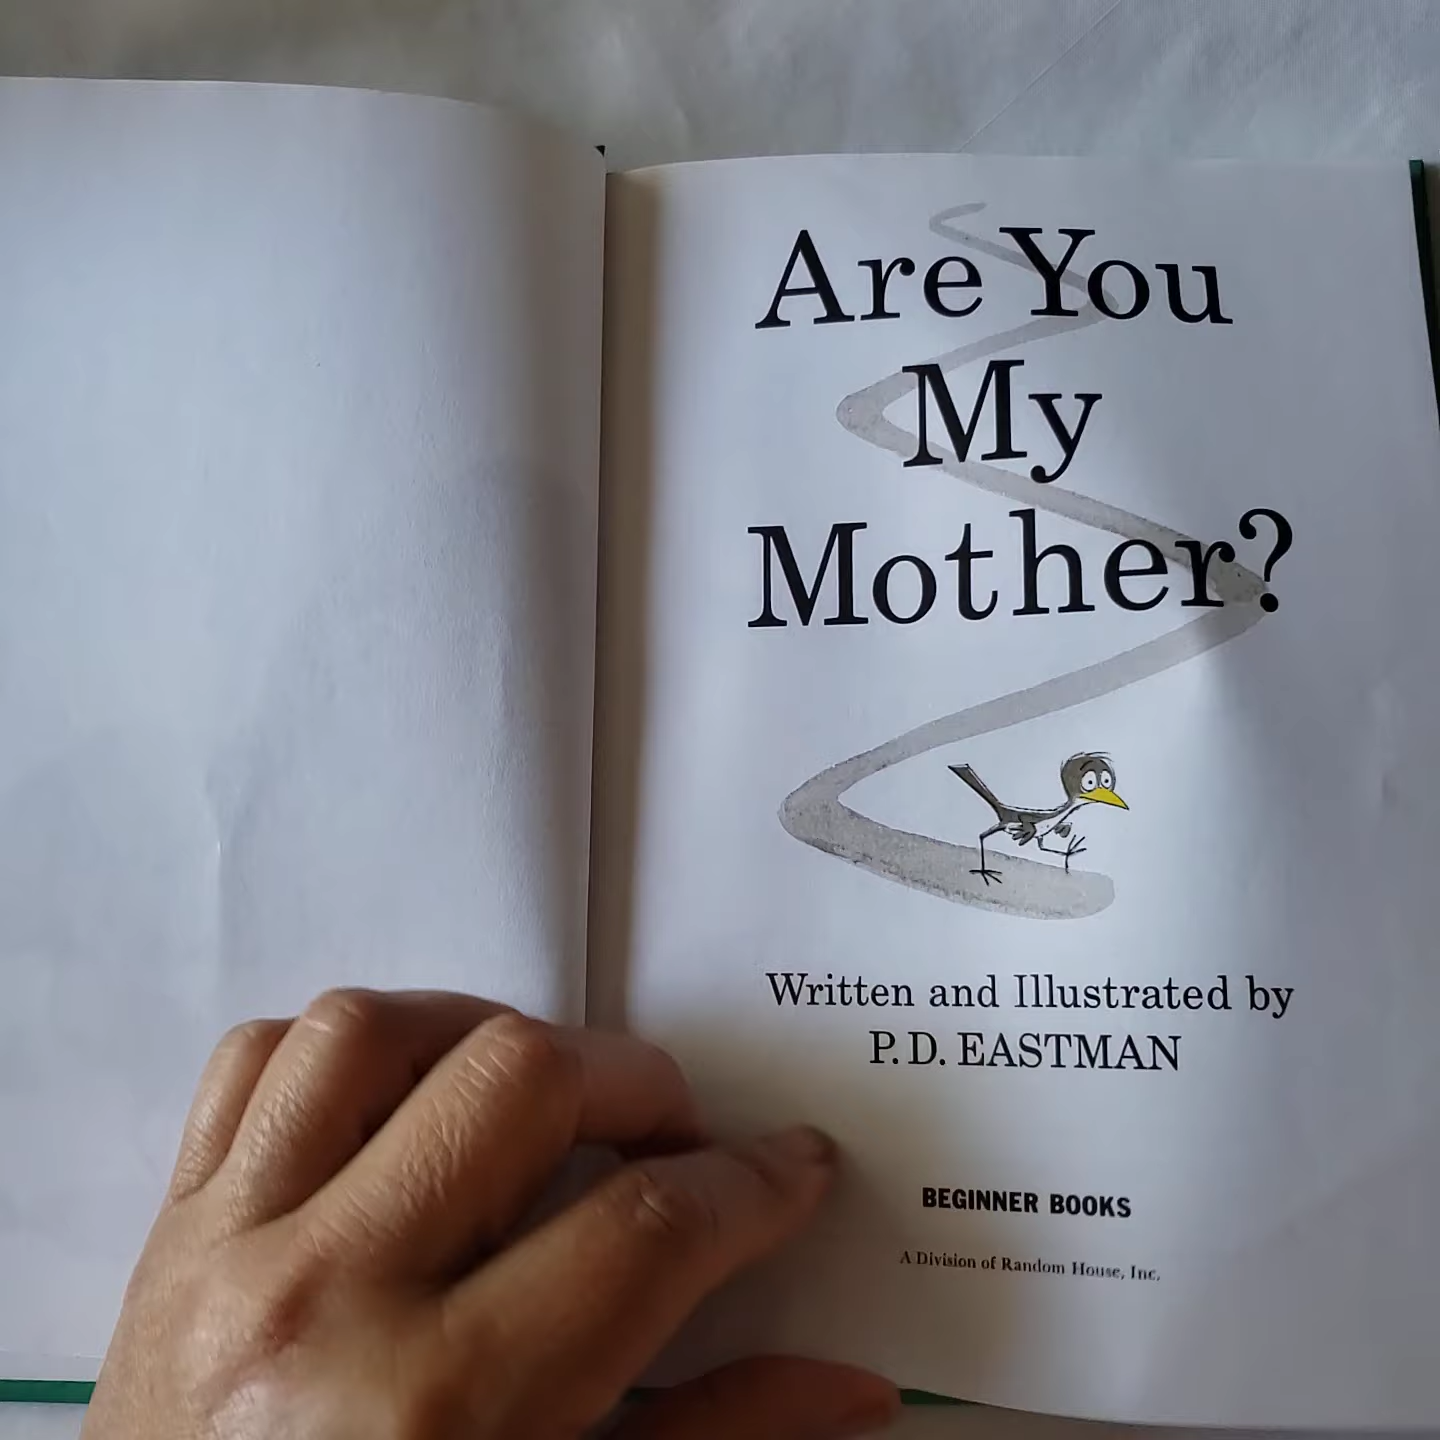 Are You
My
Mother?
Written and Illustrated by
P. D. EASTMAN
BEGINNER BOOKS
A Division of Random House, Inc.